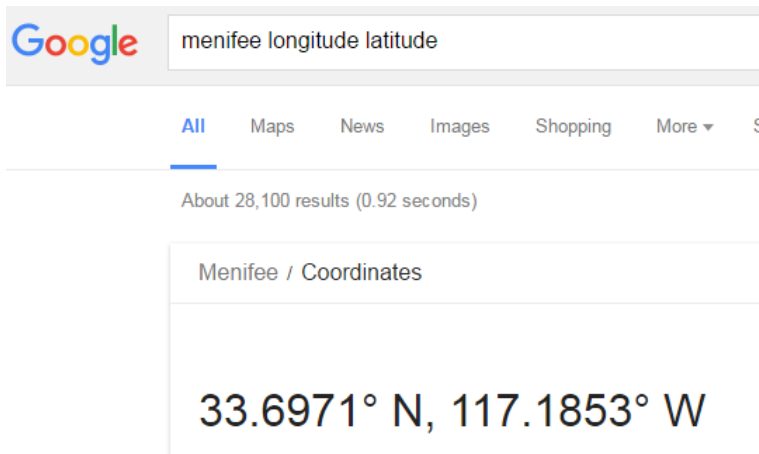 Google menifee longitude latitude
All Maps News Images Shopping More
About 28,100 results (0.92 seconds)
Menifee / Coordinates
33.6971° N, 117.1853° W